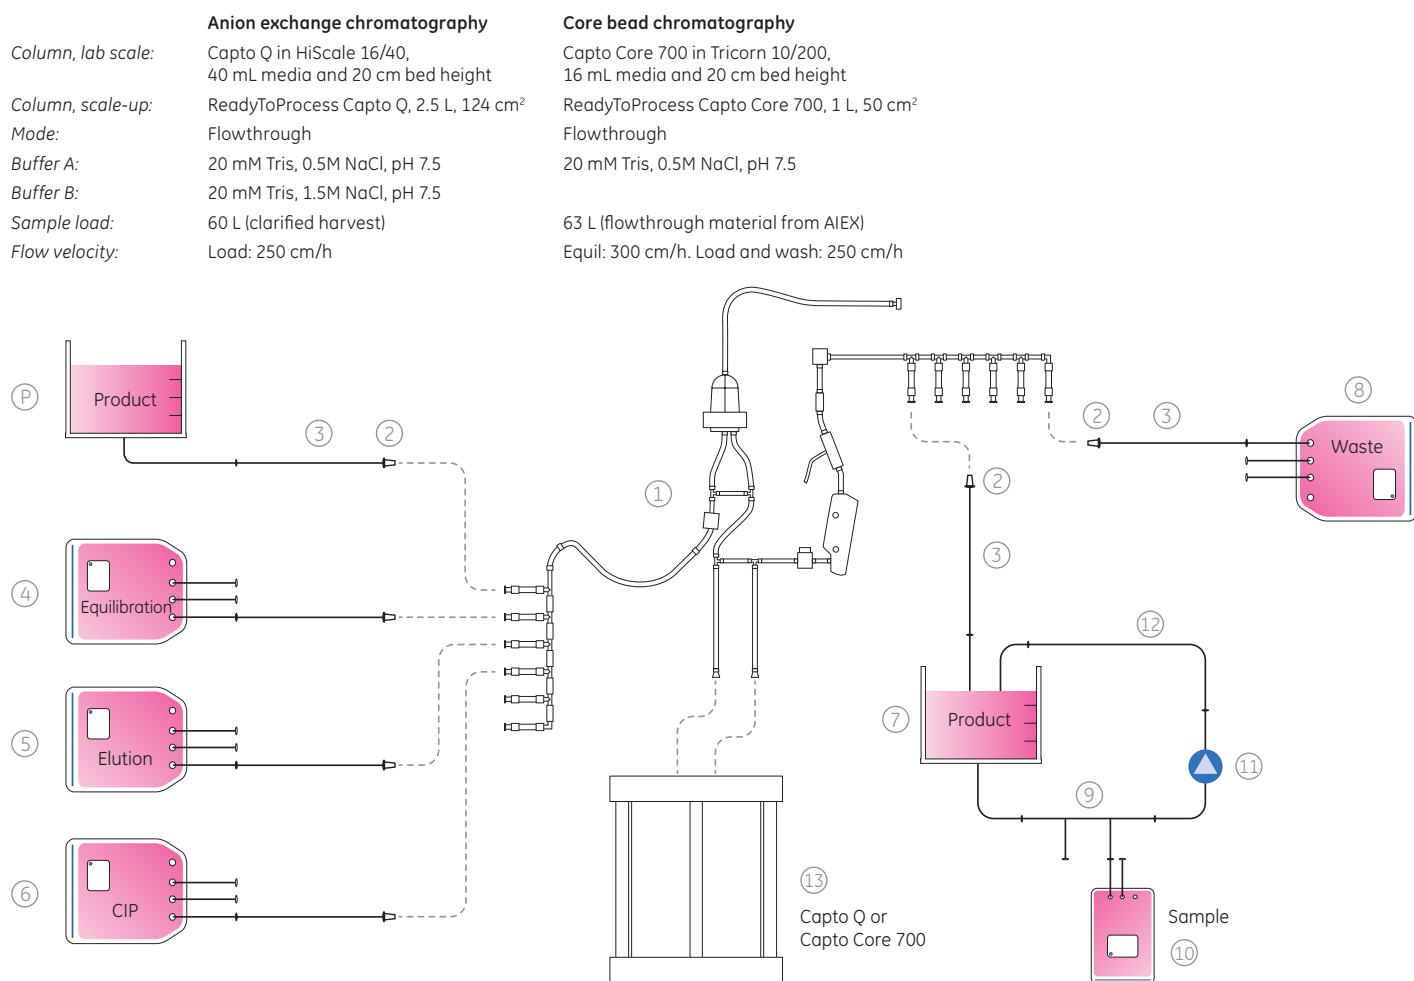 Anion exchange chromatography Core bead chromatography
Column, lab scale: Capto Q in HiScale 16/40, Capto Core 700 in Tricorn 10/200,
40 mL media and 20 cm bed height 16 mL media and 20 cm bed height
Column, scale-up: ReadyToProcess Capto Q, 2.5 L, 124 cm² ReadyToProcess Capto Core 700, 1 L, 50 cm²
Mode: Flowthrough Flowthrough
Buffer A: 20 mM Tris, 0.5M NaCl, pH 7.5 20 mM Tris, 0.5M NaCl, pH 7.5
Buffer B: 20 mM Tris, 1.5M NaCl, pH 7.5
Sample load: 60 L (clarified harvest) 63 L (flowthrough material from AIEX)
Flow velocity: Load: 250 cm/h Equil: 300 cm/h. Load and wash: 250 cm/h
P
Product
3
2
1
2
3
8
Waste
2
3
4
Equilibration
5
Elution
6
CIP
7
Product
12
11
9
13
Capto Q or
Capto Core 700
Sample
10